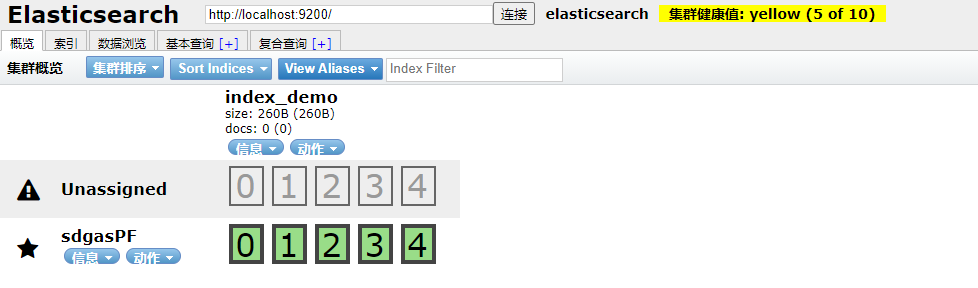 Elasticsearch http://localhost:9200/ 连接 elasticsearch 集群健康值: yellow (5 of 10)
概览 索引 数据浏览 基本查询 [+] 复合查询 [+]
集群概览 集群排序 Sort Indices View Aliases Index Filter
index_demo
size: 260B (260B)
docs: 0 (0)
信息 动作
Unassigned 0 1 2 3 4
sdgasPF 0 1 2 3 4
信息 动作